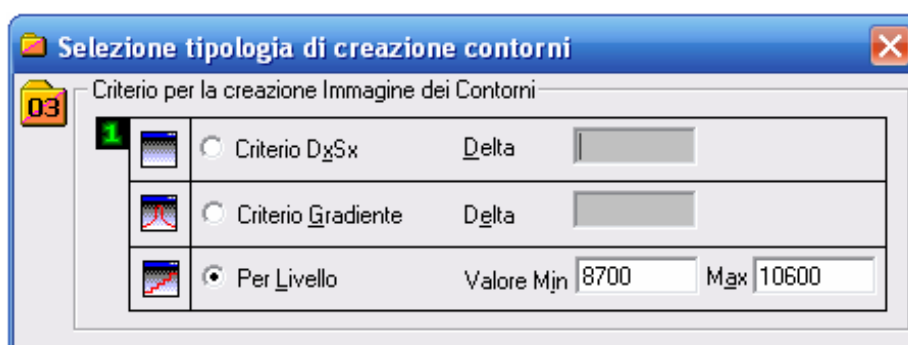 Selezione tipologia di creazione contorni
03
Criterio per la creazione Immagine dei Contorni
1
Criterio DxSx Delta
Criterio Gradiente Delta
Per Livello Valore Min 8700 Max 10600